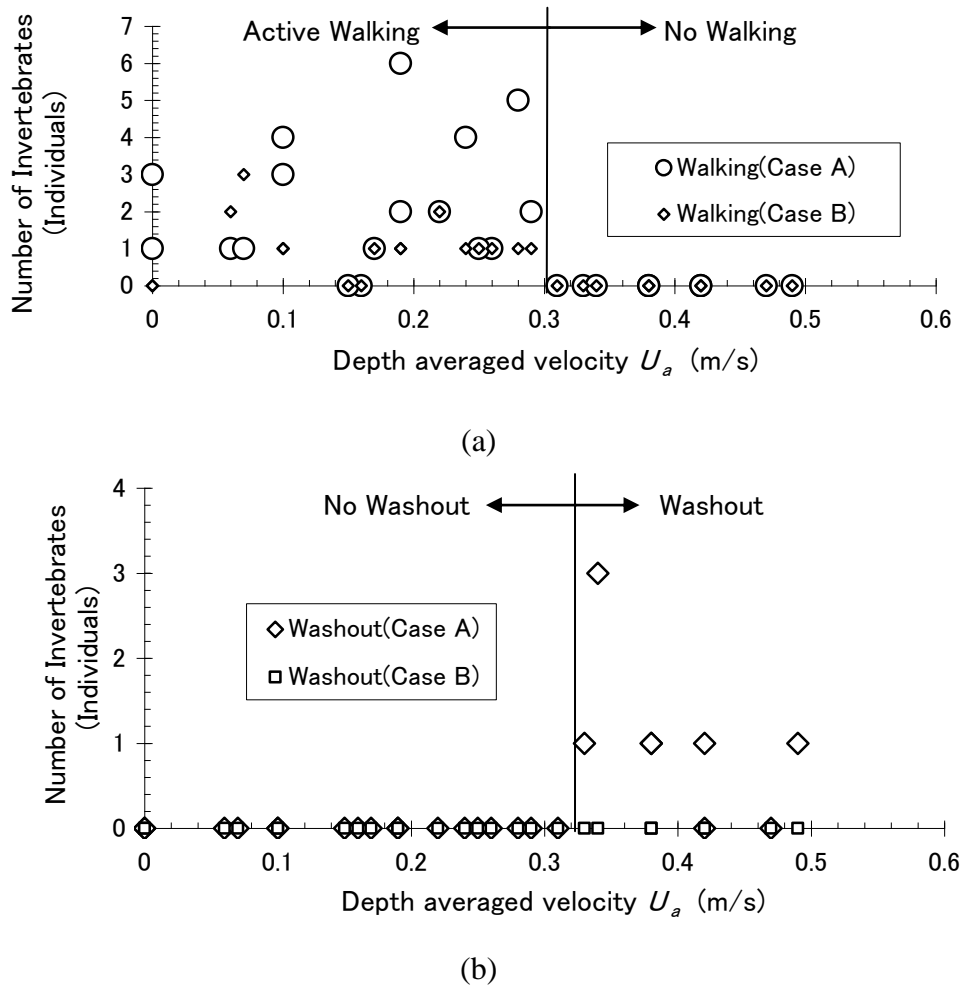 Active Walking
No Walking
Number of Invertebrates
(Individuals)
7
6
5
4
3
2
1
0
Walking(Case A)
Walking(Case B)
0
0.1
0.2
0.3
0.4
0.5
0.6
Depth averaged velocity Ua (m/s)
(a)
No Washout
Washout
Number of Invertebrates
(Individuals)
4
3
2
1
0
Washout(Case A)
Washout(Case B)
0
0.1
0.2
0.3
0.4
0.5
0.6
Depth averaged velocity Ua (m/s)
(b)